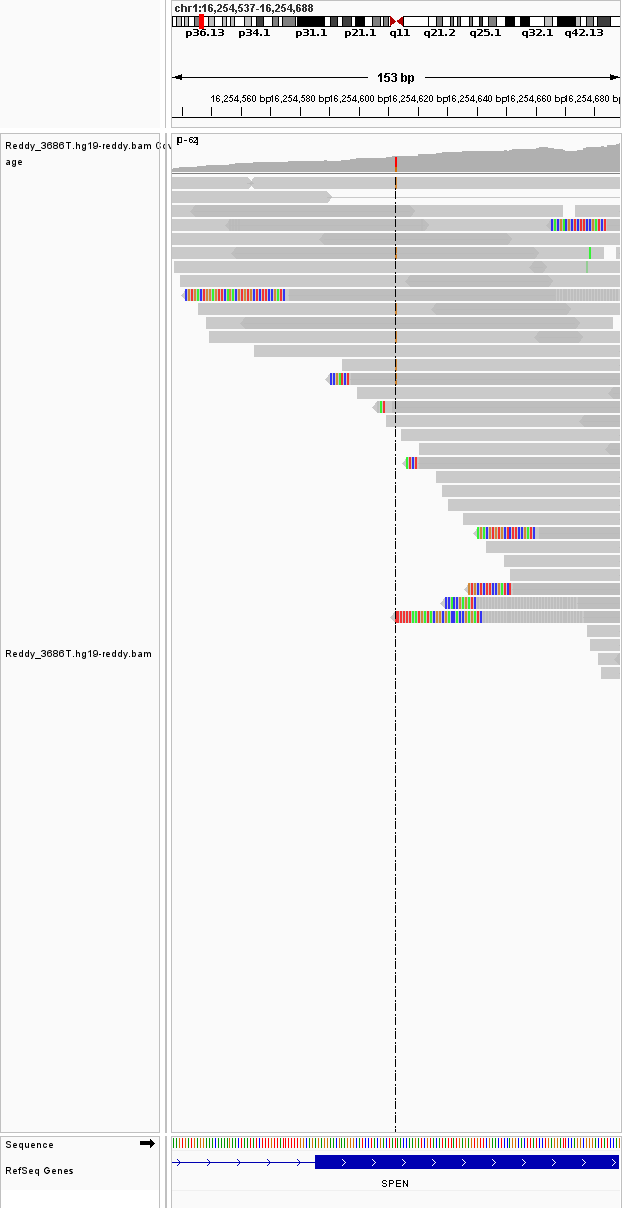 chr1:16,254,537-16,254,688
p36.13 p34.1 p31.1 p21.1 q11 q21.2 q25.1 q32.1 q42.13
153 bp
16,254,560 bp 16,254,580 bp 16,254,600 bp 16,254,620 bp 16,254,640 bp 16,254,660 bp 16,254,680 bp
Reddy_3686T.hg19-reddy.bam Cov
age
[0-62]
Reddy_3686T.hg19-reddy.bam
Sequence
RefSeq Genes
SPEN